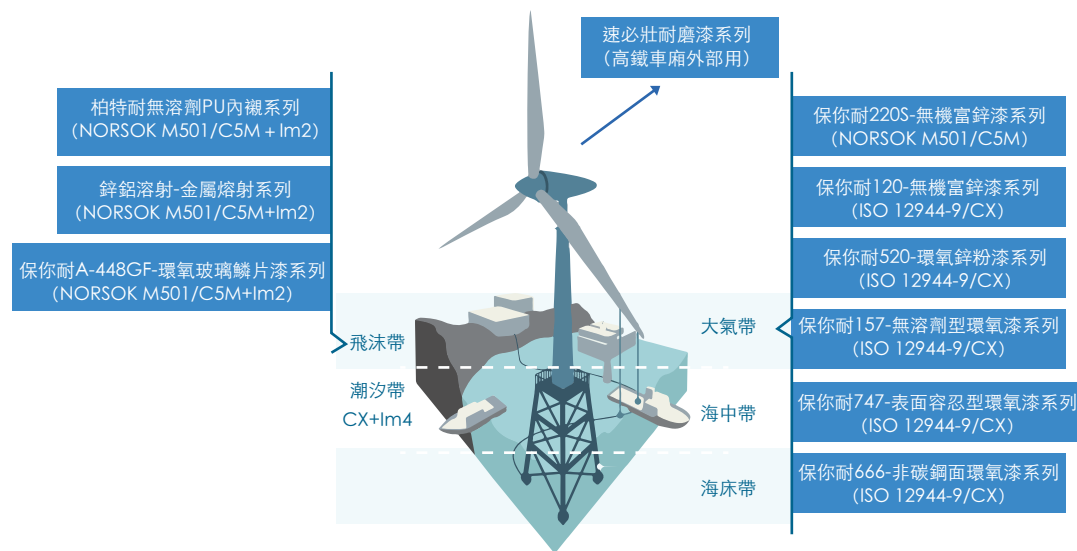 速必壯耐磨漆系列
（高鐵車廂外部用）
柏特耐無溶劑PU內襯系列
（NORSOK M501/C5M + Im2）
鋅鋁溶射-金屬熔射系列
（NORSOK M501/C5M+Im2）
保你耐A-448GF-環氧玻璃鱗片漆系列
（NORSOK M501/C5M+Im2）
飛沫帶
潮汐帶
CX+Im4
大氣帶
海中帶
海床帶
保你耐220S-無機富鋅漆系列
（NORSOK M501/C5M）
保你耐120-無機富鋅漆系列
（ISO 12944-9/CX）
保你耐520-環氧鋅粉漆系列
（ISO 12944-9/CX）
保你耐157-無溶劑型環氧漆系列
（ISO 12944-9/CX）
保你耐747-表面容忍型環氧漆系列
（ISO 12944-9/CX）
保你耐666-非碳鋼面環氧漆系列
（ISO 12944-9/CX）